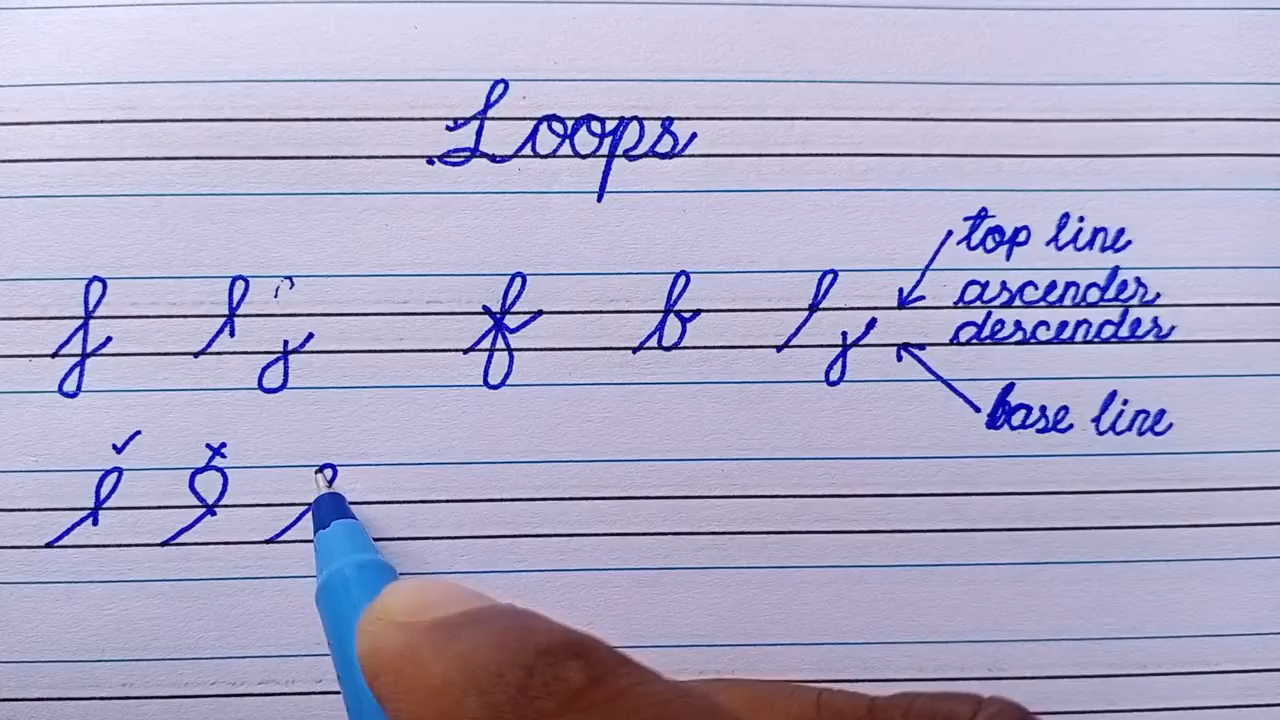 Loops
f l y f b l y
top line
ascender
descender
base line